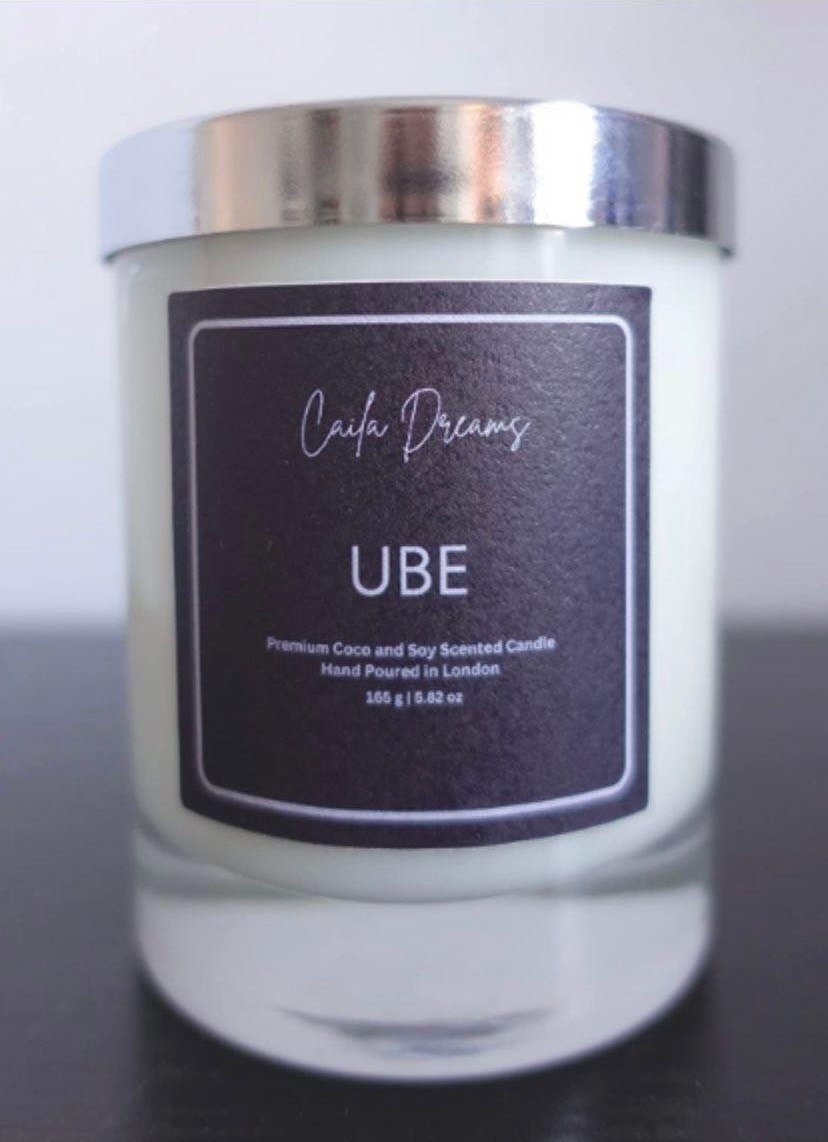 Caila Dreams
UBE
Premium Coco and Soy Scented Candle
Hand Poured in London
165 g | 5.82 oz